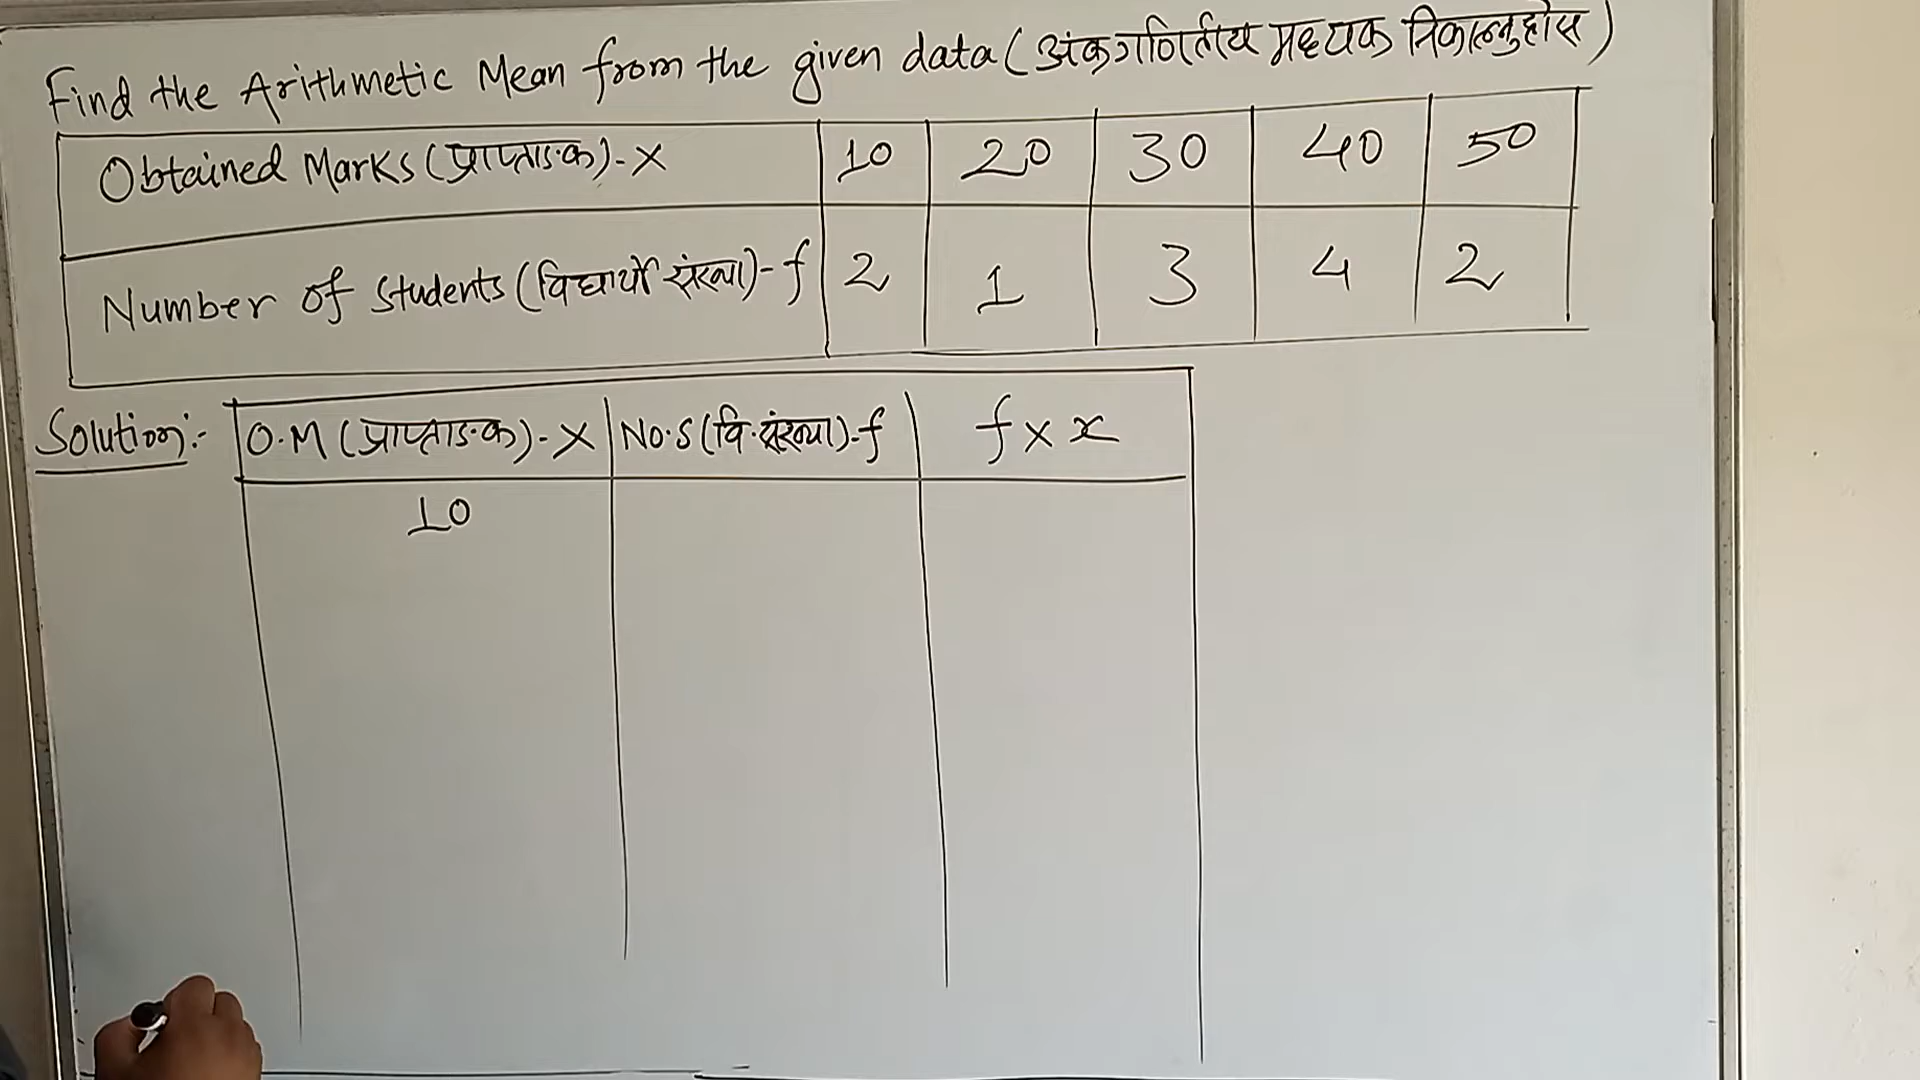 Find the Arithmetic Mean from the given data (अंकगणितीय मध्यक निकाल्नुहोस)
Obtained Marks (प्राप्ताङ्क) - X 10 20 30 40 50
Number of students (विद्यार्थी संख्या) - f 2 1 3 4 2
Solution:-
O.M (प्राप्ताङ्क) - X No.S (वि.संख्या) - f f × x
10